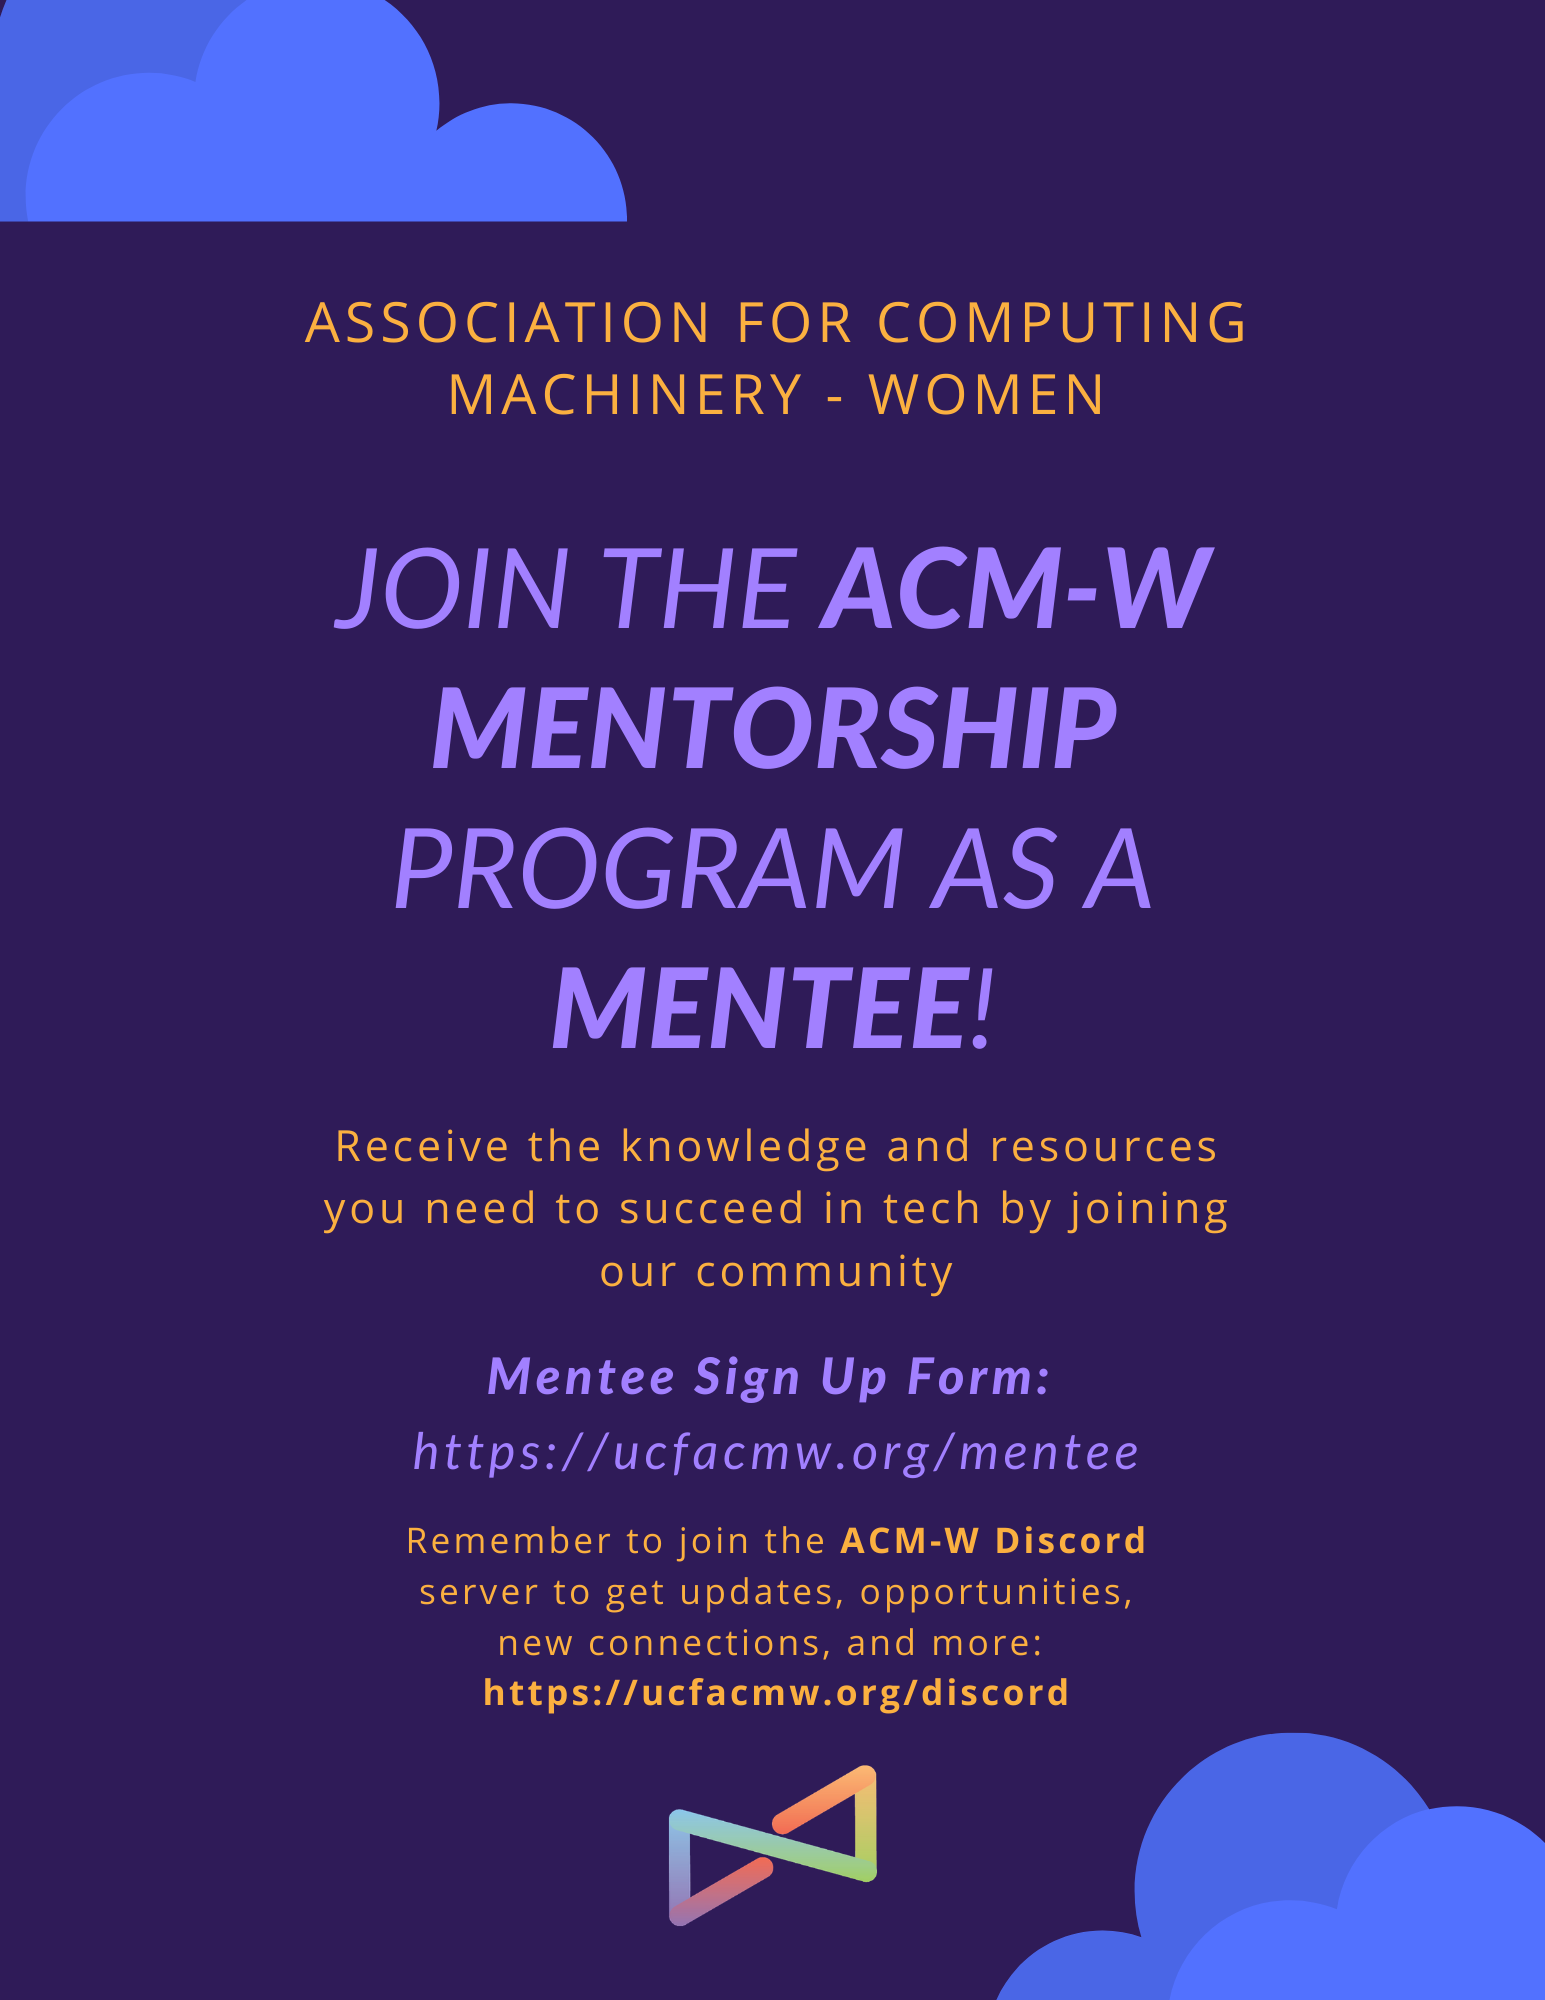 ASSOCIATION FOR COMPUTING
MACHINERY - WOMEN
JOIN THE ACM-W
MENTORSHIP
PROGRAM AS A
MENTEE!
Receive the knowledge and resources
you need to succeed in tech by joining
our community
Mentee Sign Up Form:
https://ucfacmw.org/mentee
Remember to join the ACM-W Discord
server to get updates, opportunities,
new connections, and more:
https://ucfacmw.org/discord